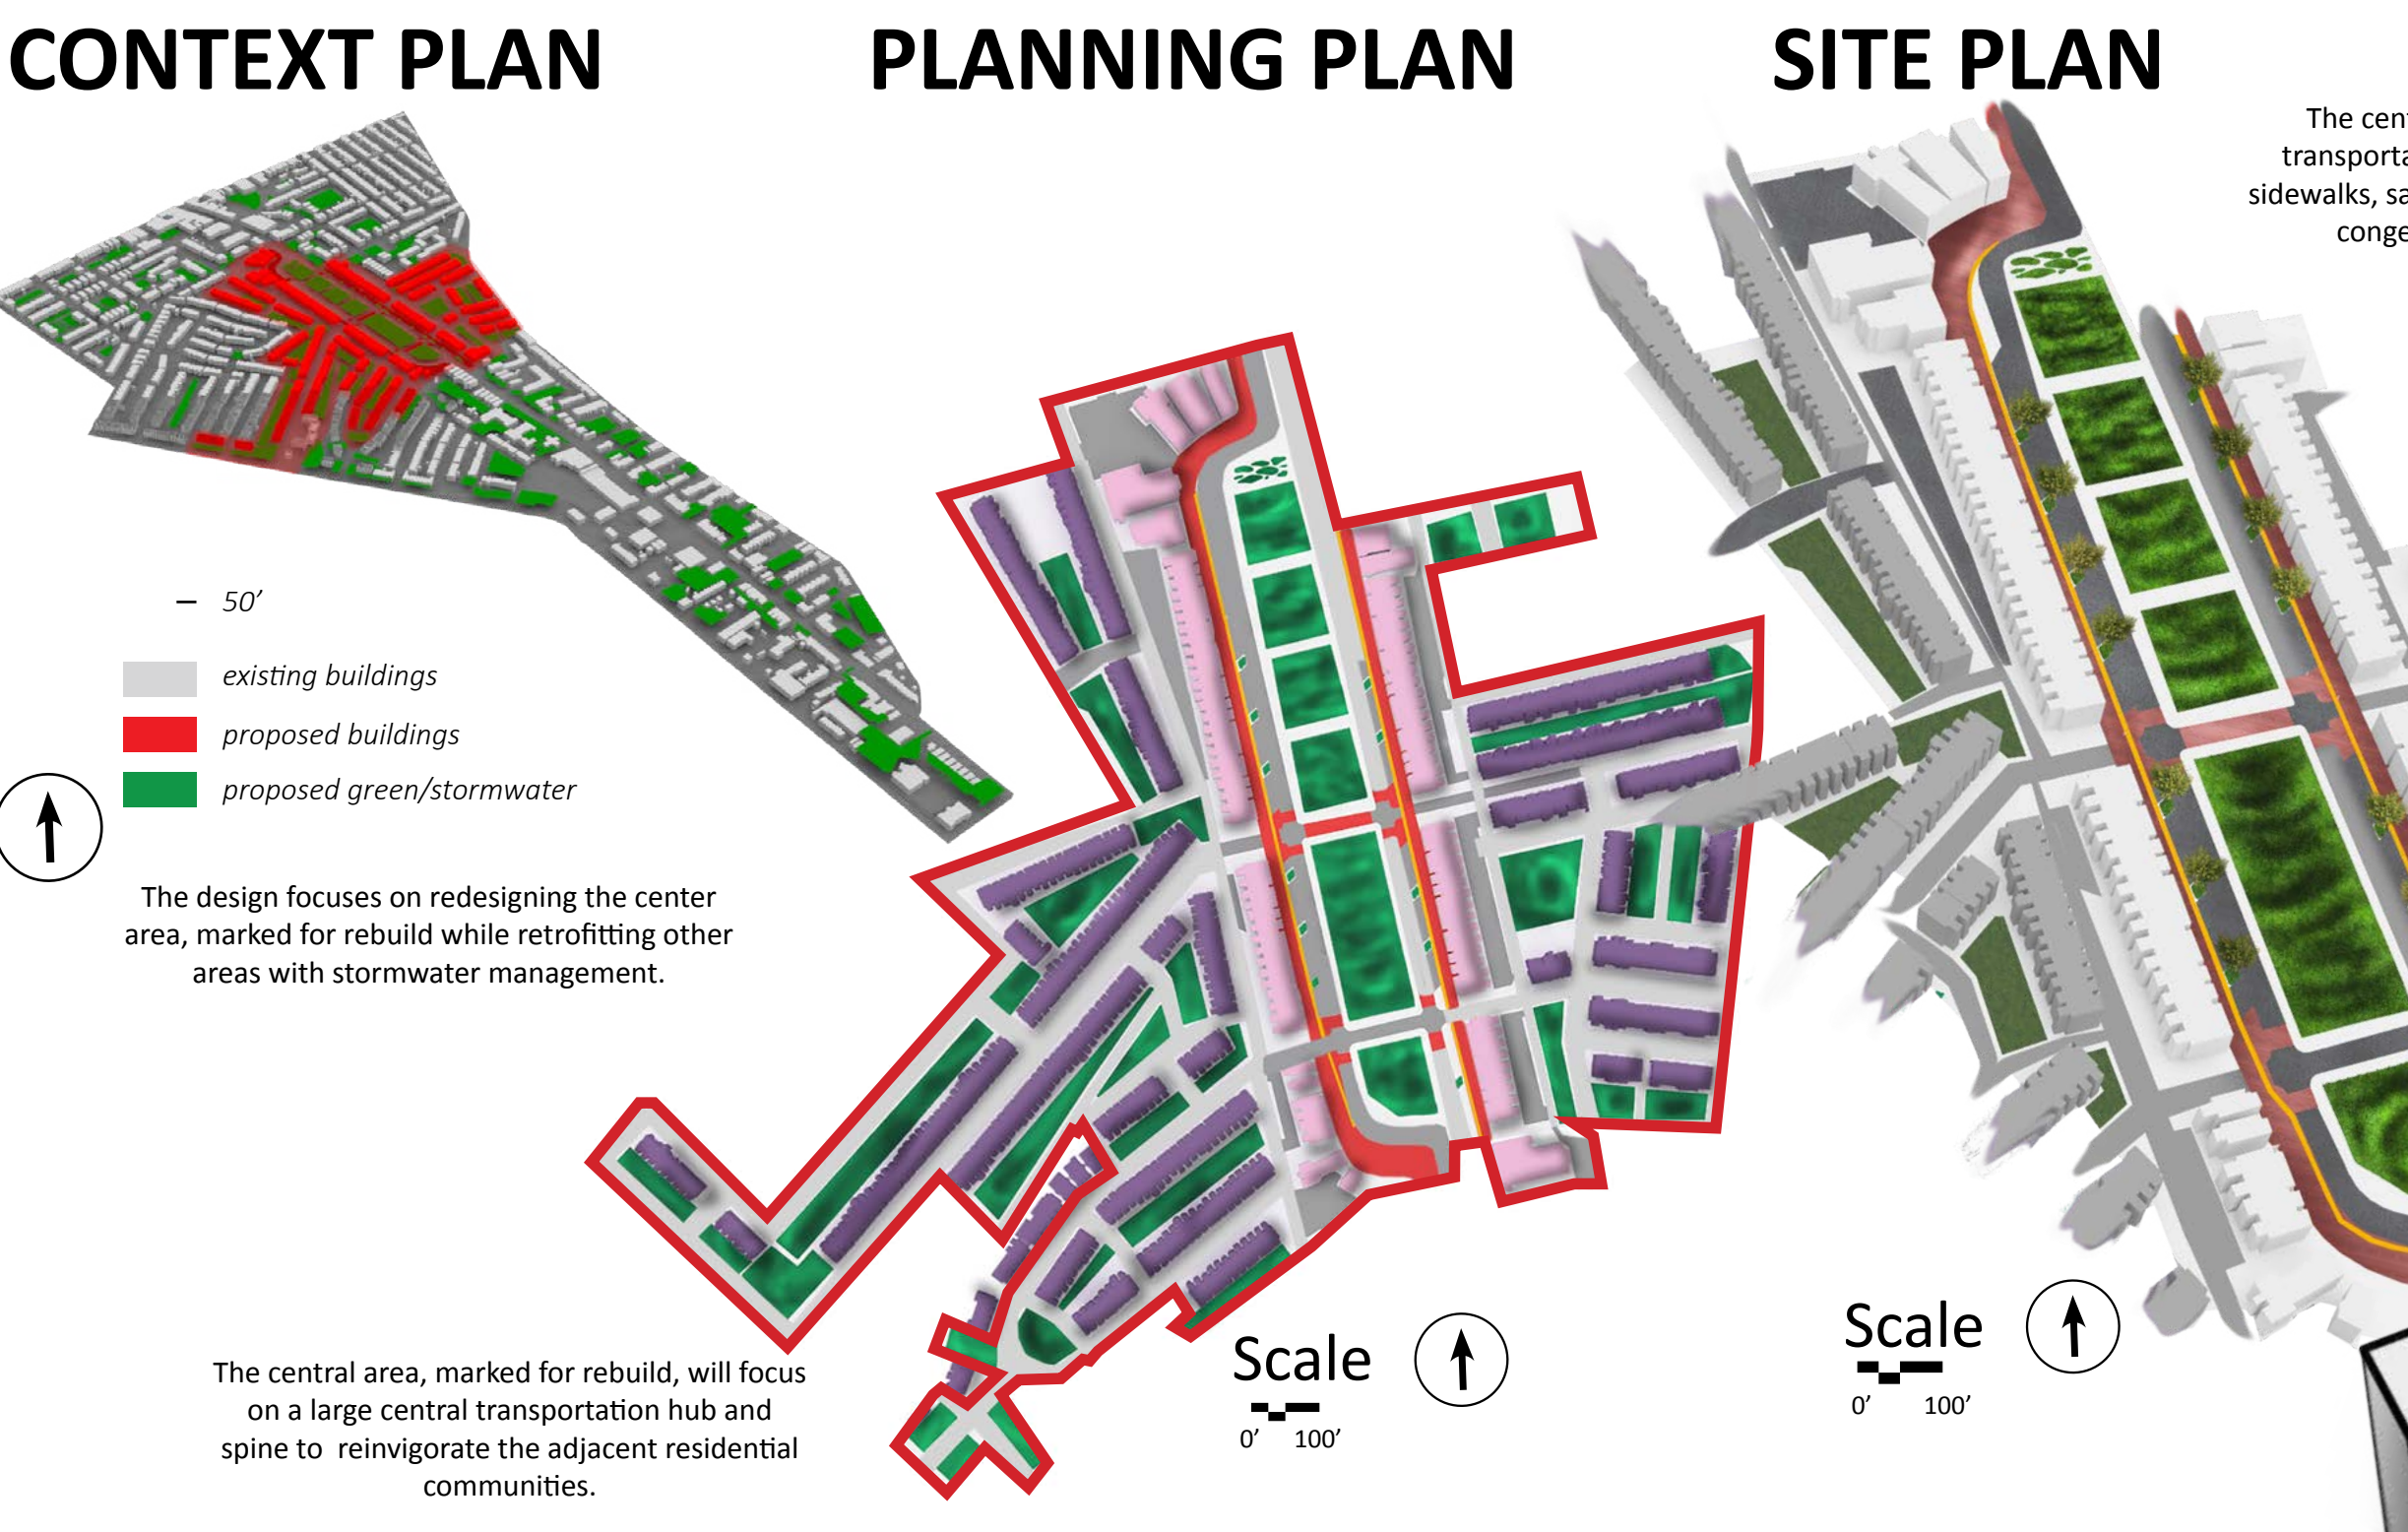 CONTEXT PLAN
PLANNING PLAN
SITE PLAN
The cen
transporta
sidewalks, sa
conge
50’
existing buildings
proposed buildings
proposed green/stormwater
The design focuses on redesigning the center
area, marked for rebuild while retrofitting other
areas with stormwater management.
The central area, marked for rebuild, will focus
on a large central transportation hub and
spine to reinvigorate the adjacent residential
communities.
Scale
0’ 100’
Scale
0’ 100’